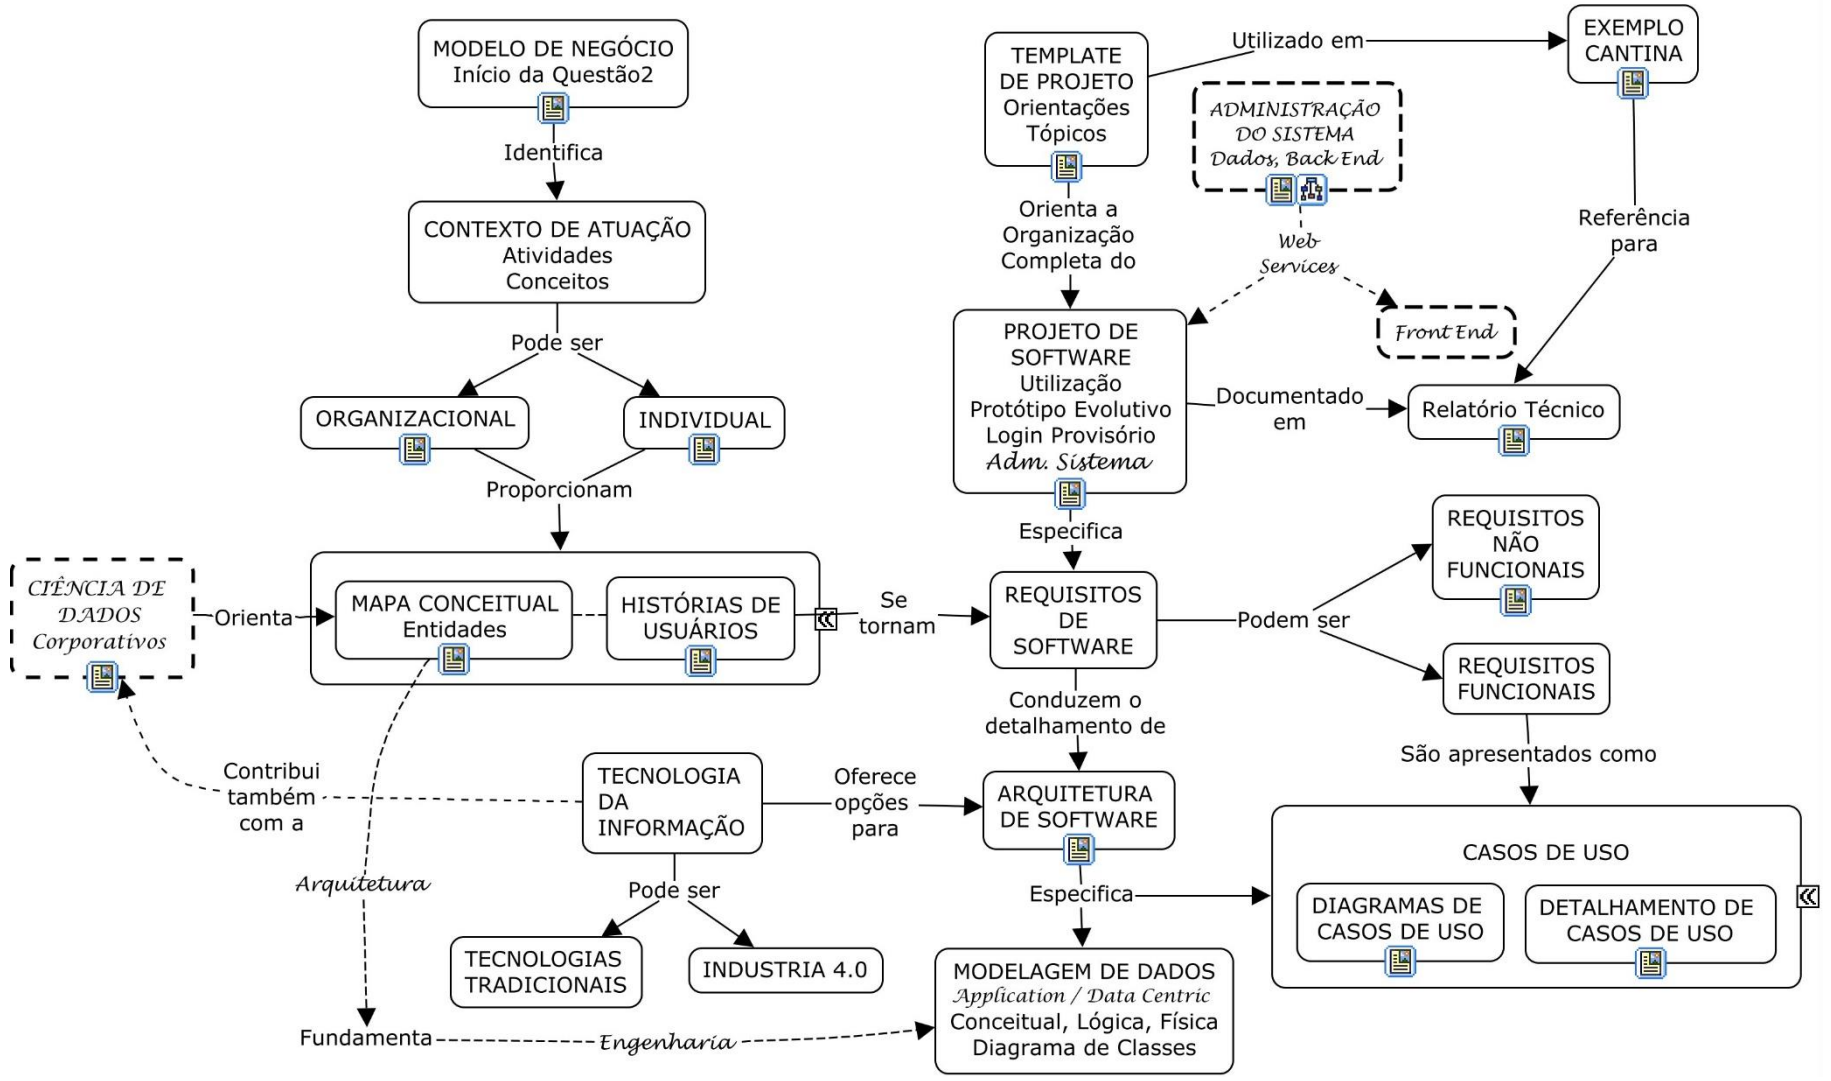 MODELO DE NEGÓCIO
Início da Questão2
Identifica
CONTEXTO DE ATUAÇÃO
Atividades
Conceitos
Pode ser
ORGANIZACIONAL
INDIVIDUAL
Proporcionam
CIÊNCIA DE
DADOS
Corporativos
Orienta
MAPA CONCEITUAL
Entidades
HISTÓRIAS DE
USUÁRIOS
Se
tornam
Contribui
também
com a
TECNOLOGIA
DA
INFORMAÇÃO
Oferece
opções
para
Arquitetura
Pode ser
TECNOLOGIAS
TRADICIONAIS
INDUSTRIA 4.0
Fundamenta
Engenharia
TEMPLATE
DE PROJETO
Orientações
Tópicos
Utilizado em
EXEMPLO
CANTINA
ADMINISTRAÇÃO
DO SISTEMA
Dados, Back End
Orienta a
Organização
Completa do
Web
Services
Referência
para
Front End
PROJETO DE
SOFTWARE
Utilização
Protótipo Evolutivo
Login Provisório
Adm. Sistema
Documentado
em
Relatório Técnico
Especifica
REQUISITOS
DE
SOFTWARE
Podem ser
REQUISITOS
NÃO
FUNCIONAIS
REQUISITOS
FUNCIONAIS
Conduzem o
detalhamento de
São apresentados como
ARQUITETURA
DE SOFTWARE
Especifica
CASOS DE USO
DIAGRAMAS DE
CASOS DE USO
DETALHAMENTO DE
CASOS DE USO
MODELAGEM DE DADOS
Application / Data Centric
Conceitual, Lógica, Física
Diagrama de Classes